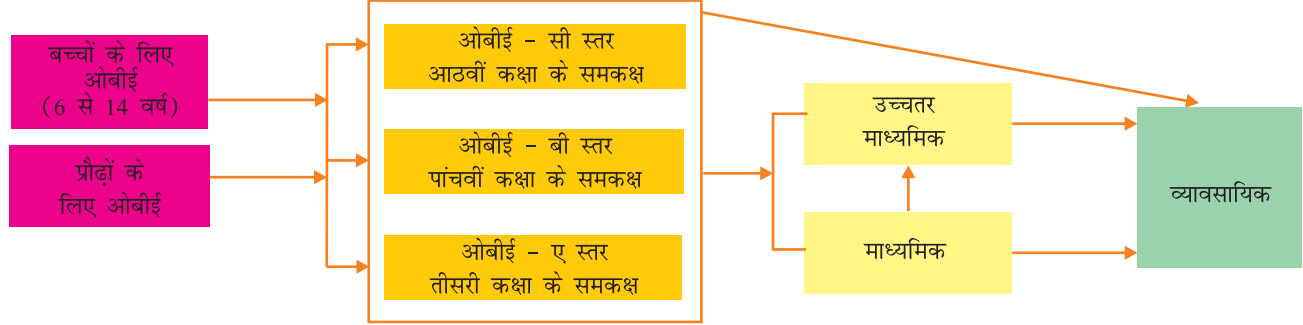 बच्चों के लिए
ओबीई
(6 से 14 वर्ष)
प्रौढ़ों के
लिए ओबीई
ओबीई – सी स्तर
आठवीं कक्षा के समकक्ष
ओबीई – बी स्तर
पांचवीं कक्षा के समकक्ष
ओबीई – ए स्तर
तीसरी कक्षा के समकक्ष
उच्चतर
माध्यमिक
माध्यमिक
व्यावसायिक